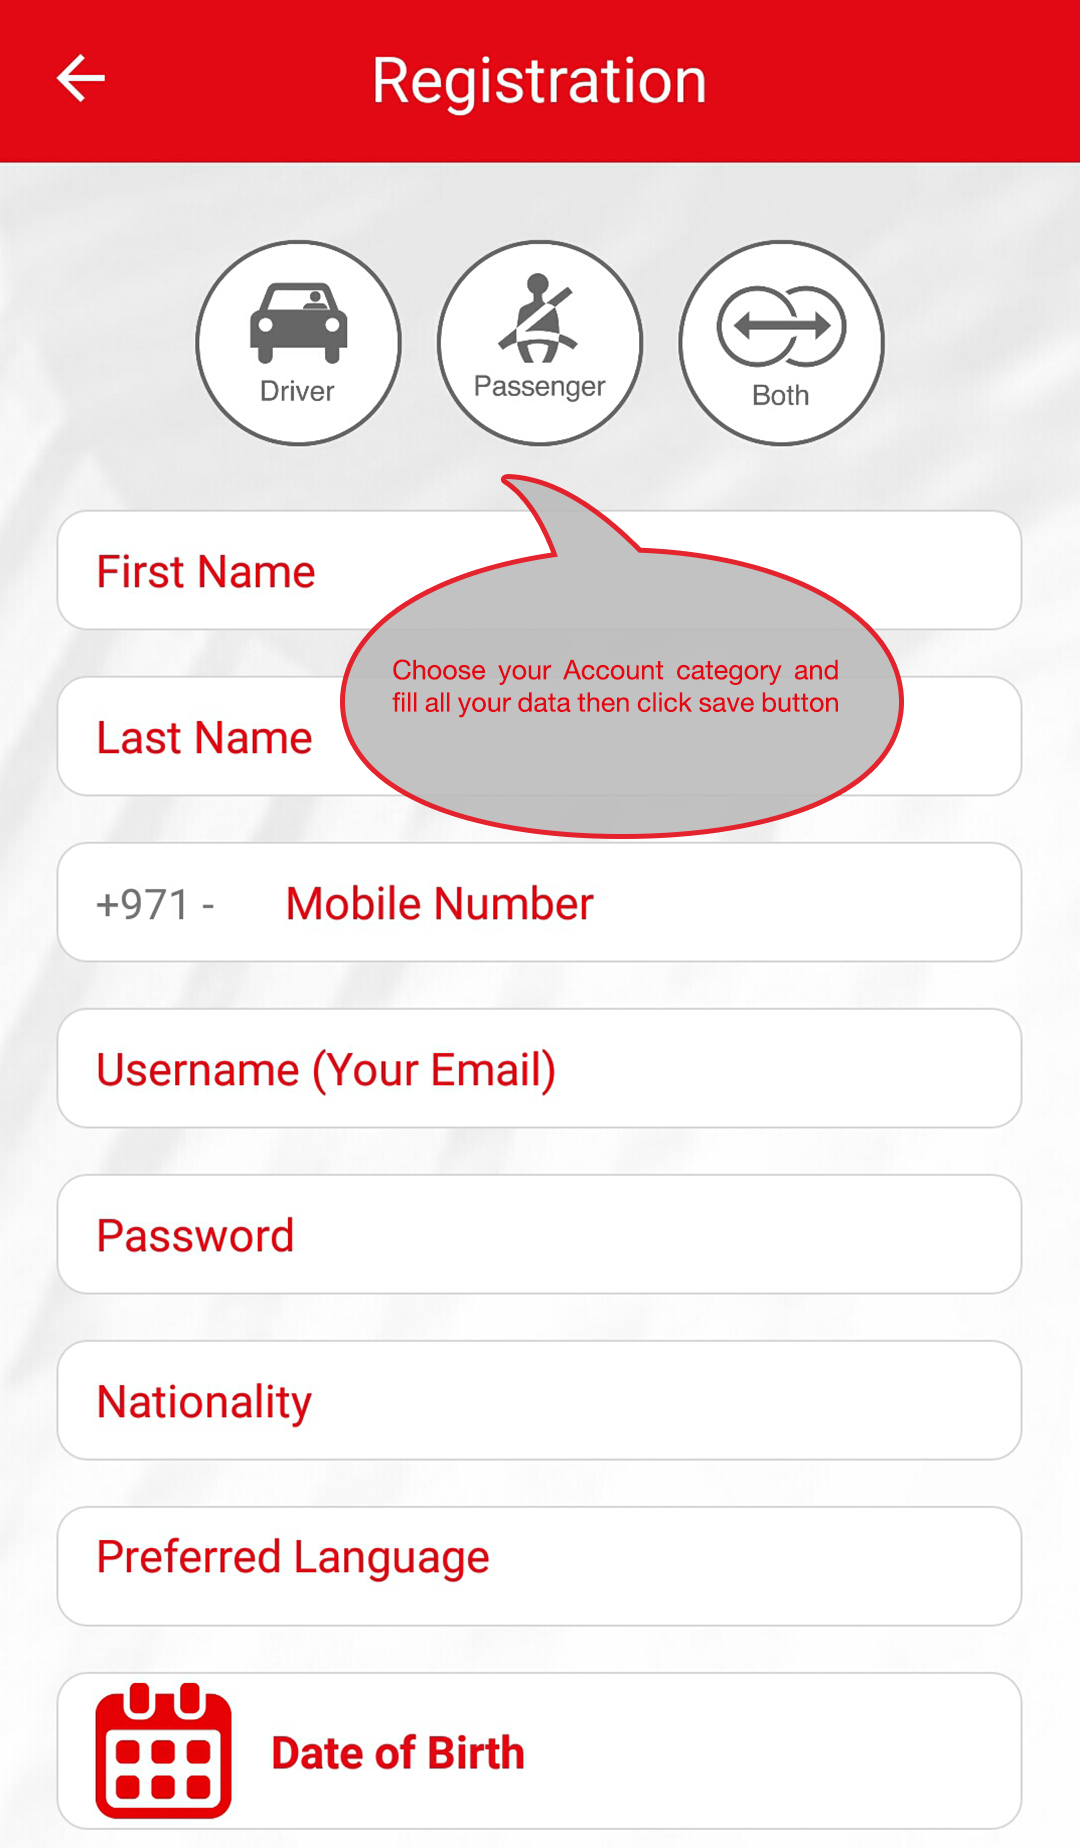 Registration
Driver
Passenger
Both
First Name
Choose your Account category and
fill all your data then click save button
Last Name
+971 -
Mobile Number
Username (Your Email)
Password
Nationality
Preferred Language
Date of Birth